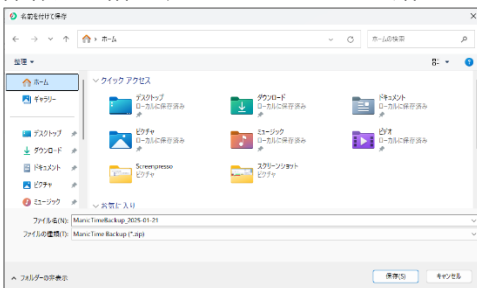 名前を付けて保存
ホーム
ホームの検索
整理
ホーム
ギャラリー
デスクトップ
ダウンロード
ドキュメント
ピクチャ
ミュージック
クイック アクセス
デスクトップ
ローカルに保存済み
ダウンロード
ローカルに保存済み
ドキュメント
ローカルに保存済み
ピクチャ
ローカルに保存済み
ミュージック
ローカルに保存済み
ビデオ
ローカルに保存済み
Screenpresso
ピクチャ
スクリーンショット
ピクチャ
お気に入り
ファイル名(N): ManicTimeBackup_2025-01-21
ファイルの種類(T): ManicTime Backup (*.zip)
フォルダーの非表示
保存(S)
キャンセル